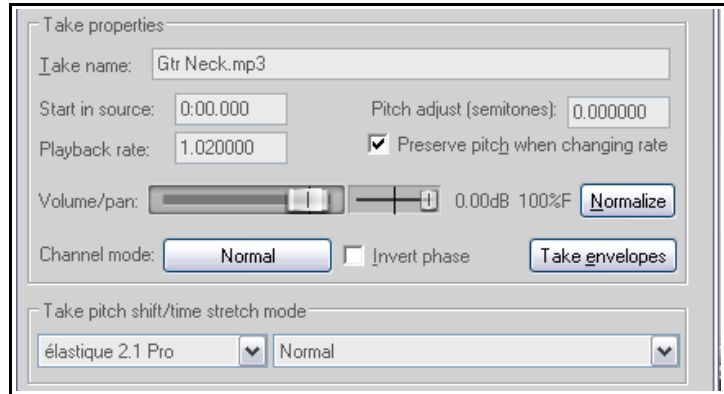 Take properties
Take name: Gtr Neck.mp3
Start in source: 0:00.000 Pitch adjust (semitones): 0.000000
Playback rate: 1.020000 Preserve pitch when changing rate
Volume/pan: 0.00dB 100%F Normalize
Channel mode: Normal Invert phase Take envelopes
Take pitch shift/time stretch mode
élastique 2.1 Pro Normal